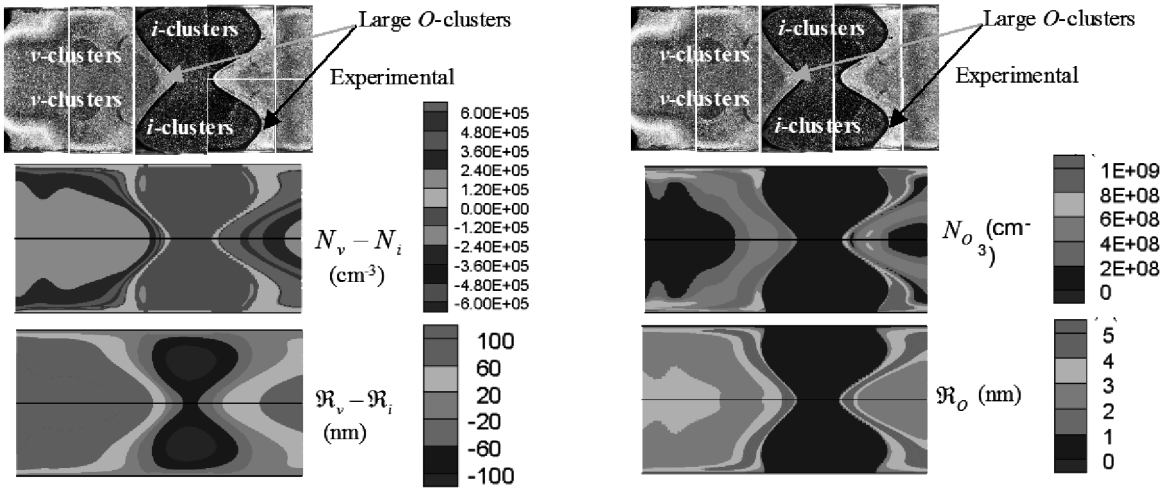 Large O-clusters
i-clusters
v-clusters
v-clusters
i-clusters
Experimental
6.00E+05
4.80E+05
3.60E+05
2.40E+05
1.20E+05
0.00E+00
-1.20E+05
-2.40E+05
-3.60E+05
-4.80E+05
-6.00E+05
N_v − N_i
(cm⁻³)
100
60
20
-20
-60
-100
ℜ_v − ℜ_i
(nm)
Large O-clusters
i-clusters
v-clusters
v-clusters
i-clusters
Experimental
1E+09
8E+08
6E+08
4E+08
2E+08
0
N_O (cm-
3)
5
4
3
2
1
0
ℜ_O (nm)